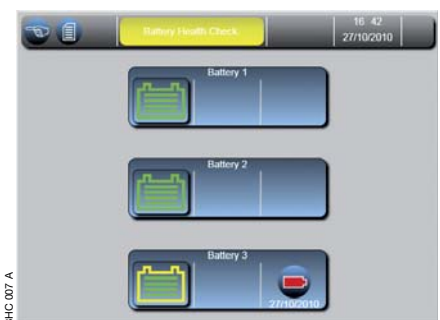 Battery Health Check
16 42
27/10/2010
Battery 1
Battery 2
Battery 3
27/10/2010
HC 007 A